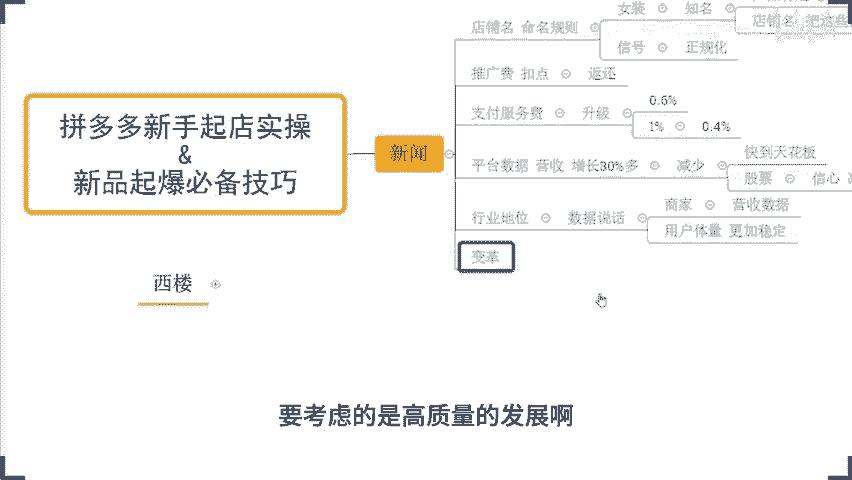 女装 知名
店铺名 命名规则
店铺名 把这些
信号 正规化
推广费 扣点 返还
拼多多新手起店实操
&
新品起爆必备技巧
新闻
支付服务费 升级
0.6%
1% 0.4%
平台数据 营收 增长30%多 减少
快到天花板
股票 信心
行业地位 数据说话
商家 营收数据
用户体量 更加稳定
变革
西楼
要考虑的是高质量的发展啊